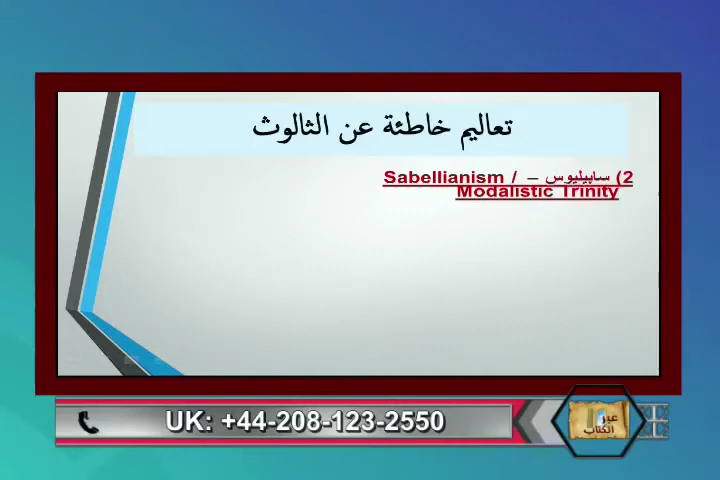 تعاليم خاطئة عن الثالوث
2) سابيليوس – Sabellianism /
Modalistic Trinity
UK: +44-208-123-2550
عبر
الكتاب